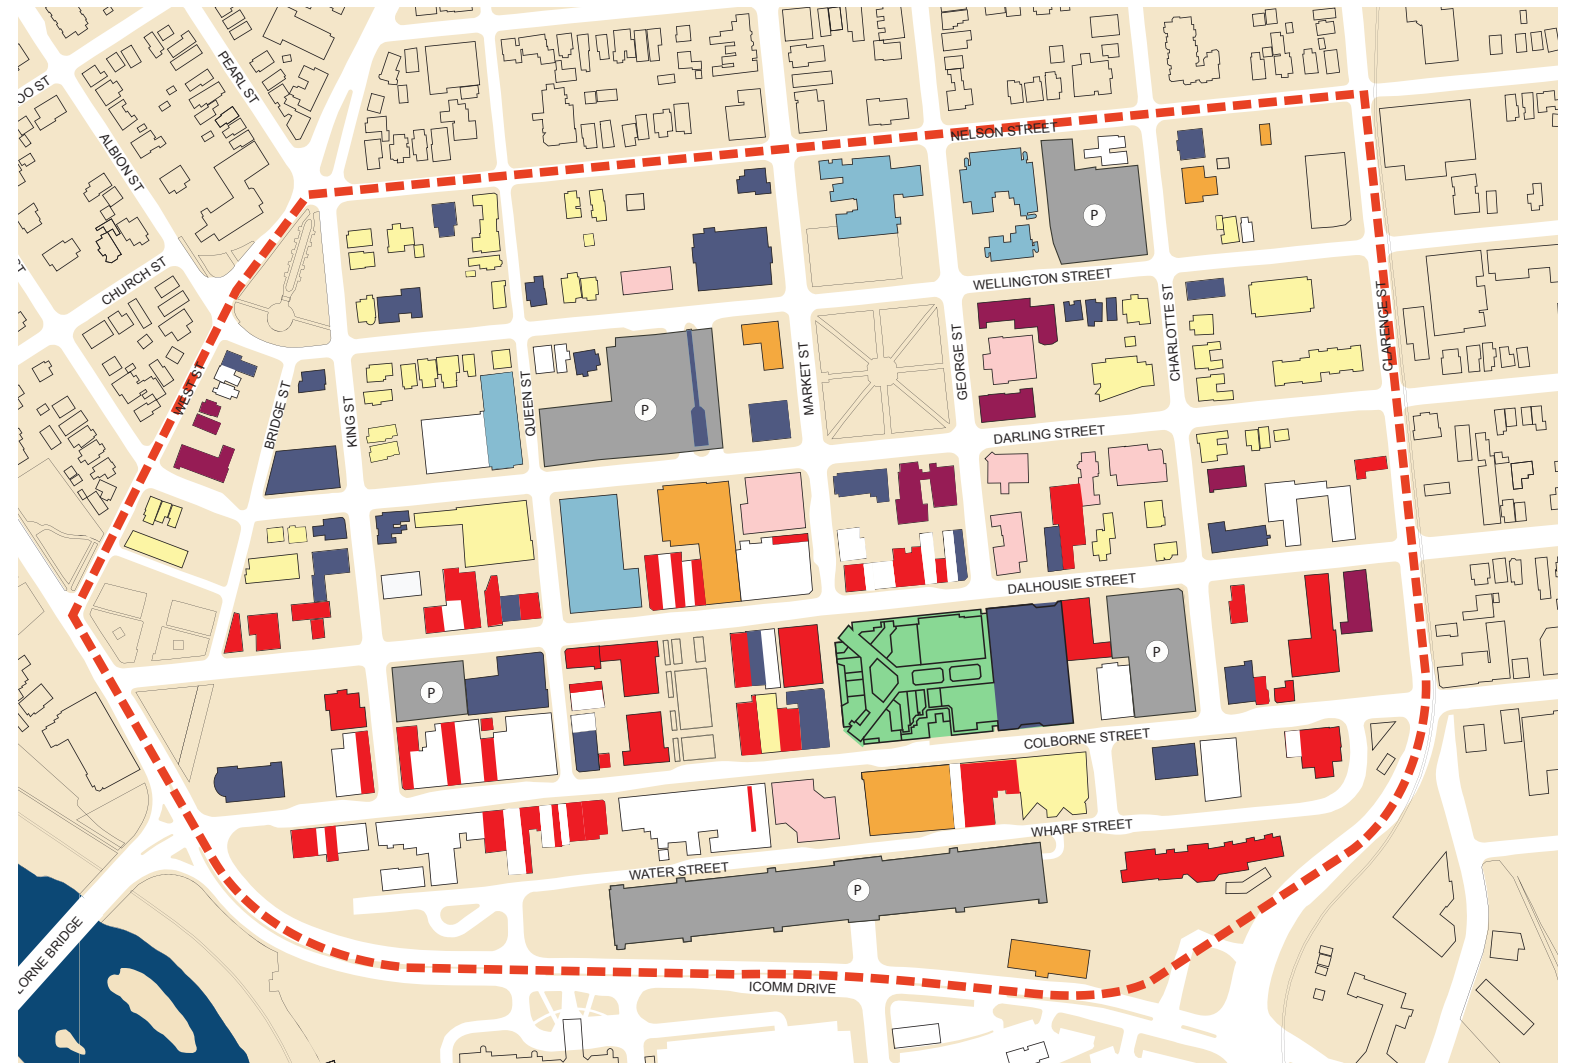 PEARL ST
OO ST
ALBION ST
NELSON STREET
P
CHURCH ST
WELLINGTON STREET
CHARLOTTE ST
CLARENCE ST
GEORGE ST
MARKET ST
WEST ST
BRIDGE ST
KING ST
QUEEN ST
P
DARLING STREET
DALHOUSIE STREET
P
P
COLBORNE STREET
WHARF STREET
WATER STREET
P
LORNE BRIDGE
ICOMM DRIVE